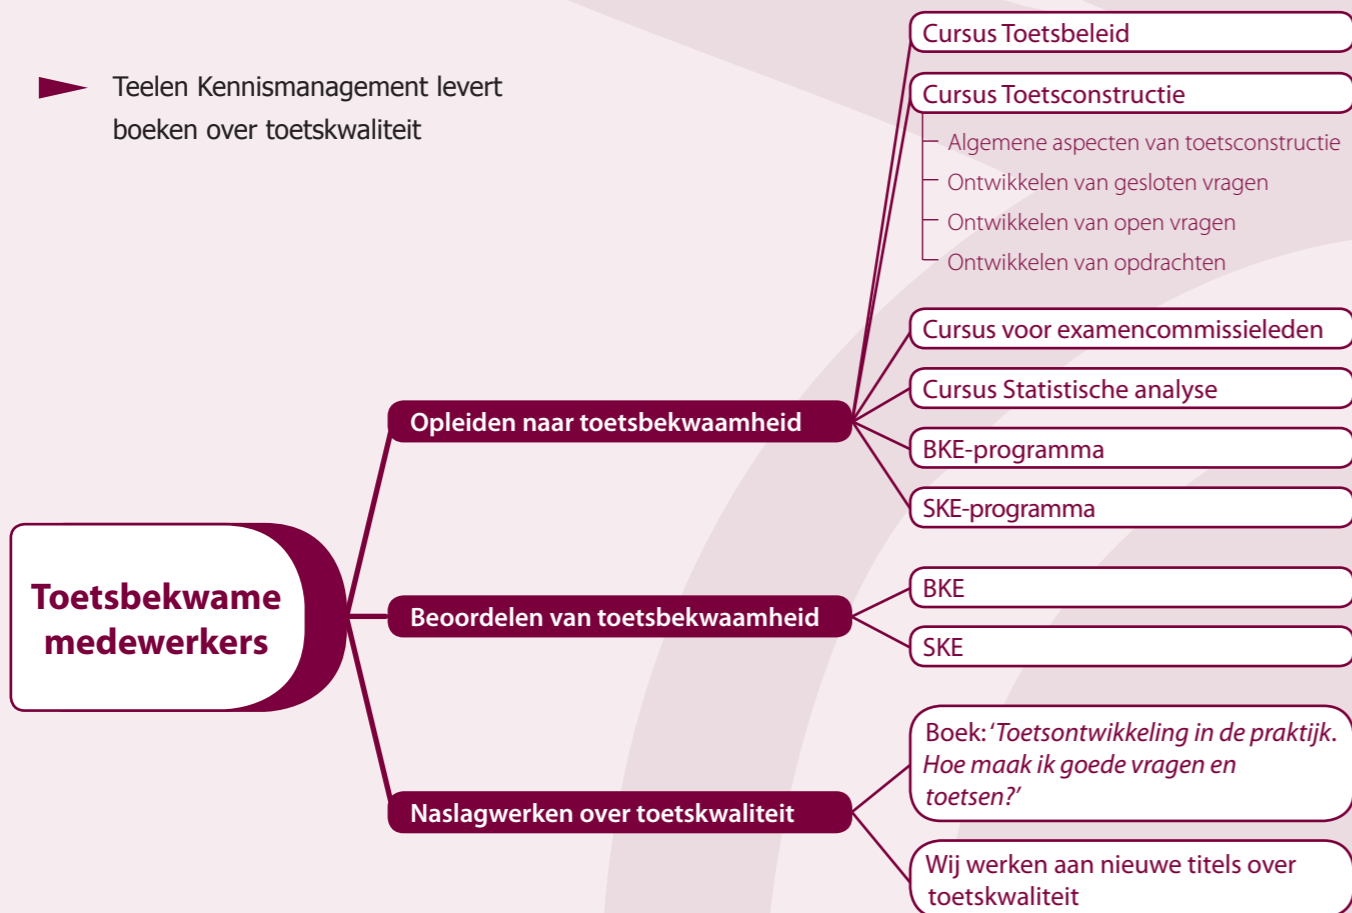 Teelen Kennismanagement levert
boeken over toetskwaliteit
Toetsbekwame
medewerkers
Opleiden naar toetsbekwaamheid
Cursus Toetsbeleid
Cursus Toetsconstructie
Algemene aspecten van toetsconstructie
Ontwikkelen van gesloten vragen
Ontwikkelen van open vragen
Ontwikkelen van opdrachten
Cursus voor examencommissieleden
Cursus Statistische analyse
BKE-programma
SKE-programma
Beoordelen van toetsbekwaamheid
BKE
SKE
Naslagwerken over toetskwaliteit
Boek: ‘Toetsontwikkeling in de praktijk.
Hoe maak ik goede vragen en
toetsen?’
Wij werken aan nieuwe titels over
toetskwaliteit